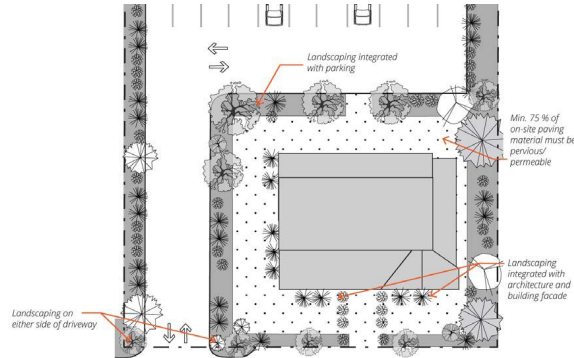 Landscaping integrated
with parking
Min. 75 % of
on-site paving
material must be
pervious/
permeable
Landscaping
integrated with
architecture and
building facade
Landscaping on
either side of driveway